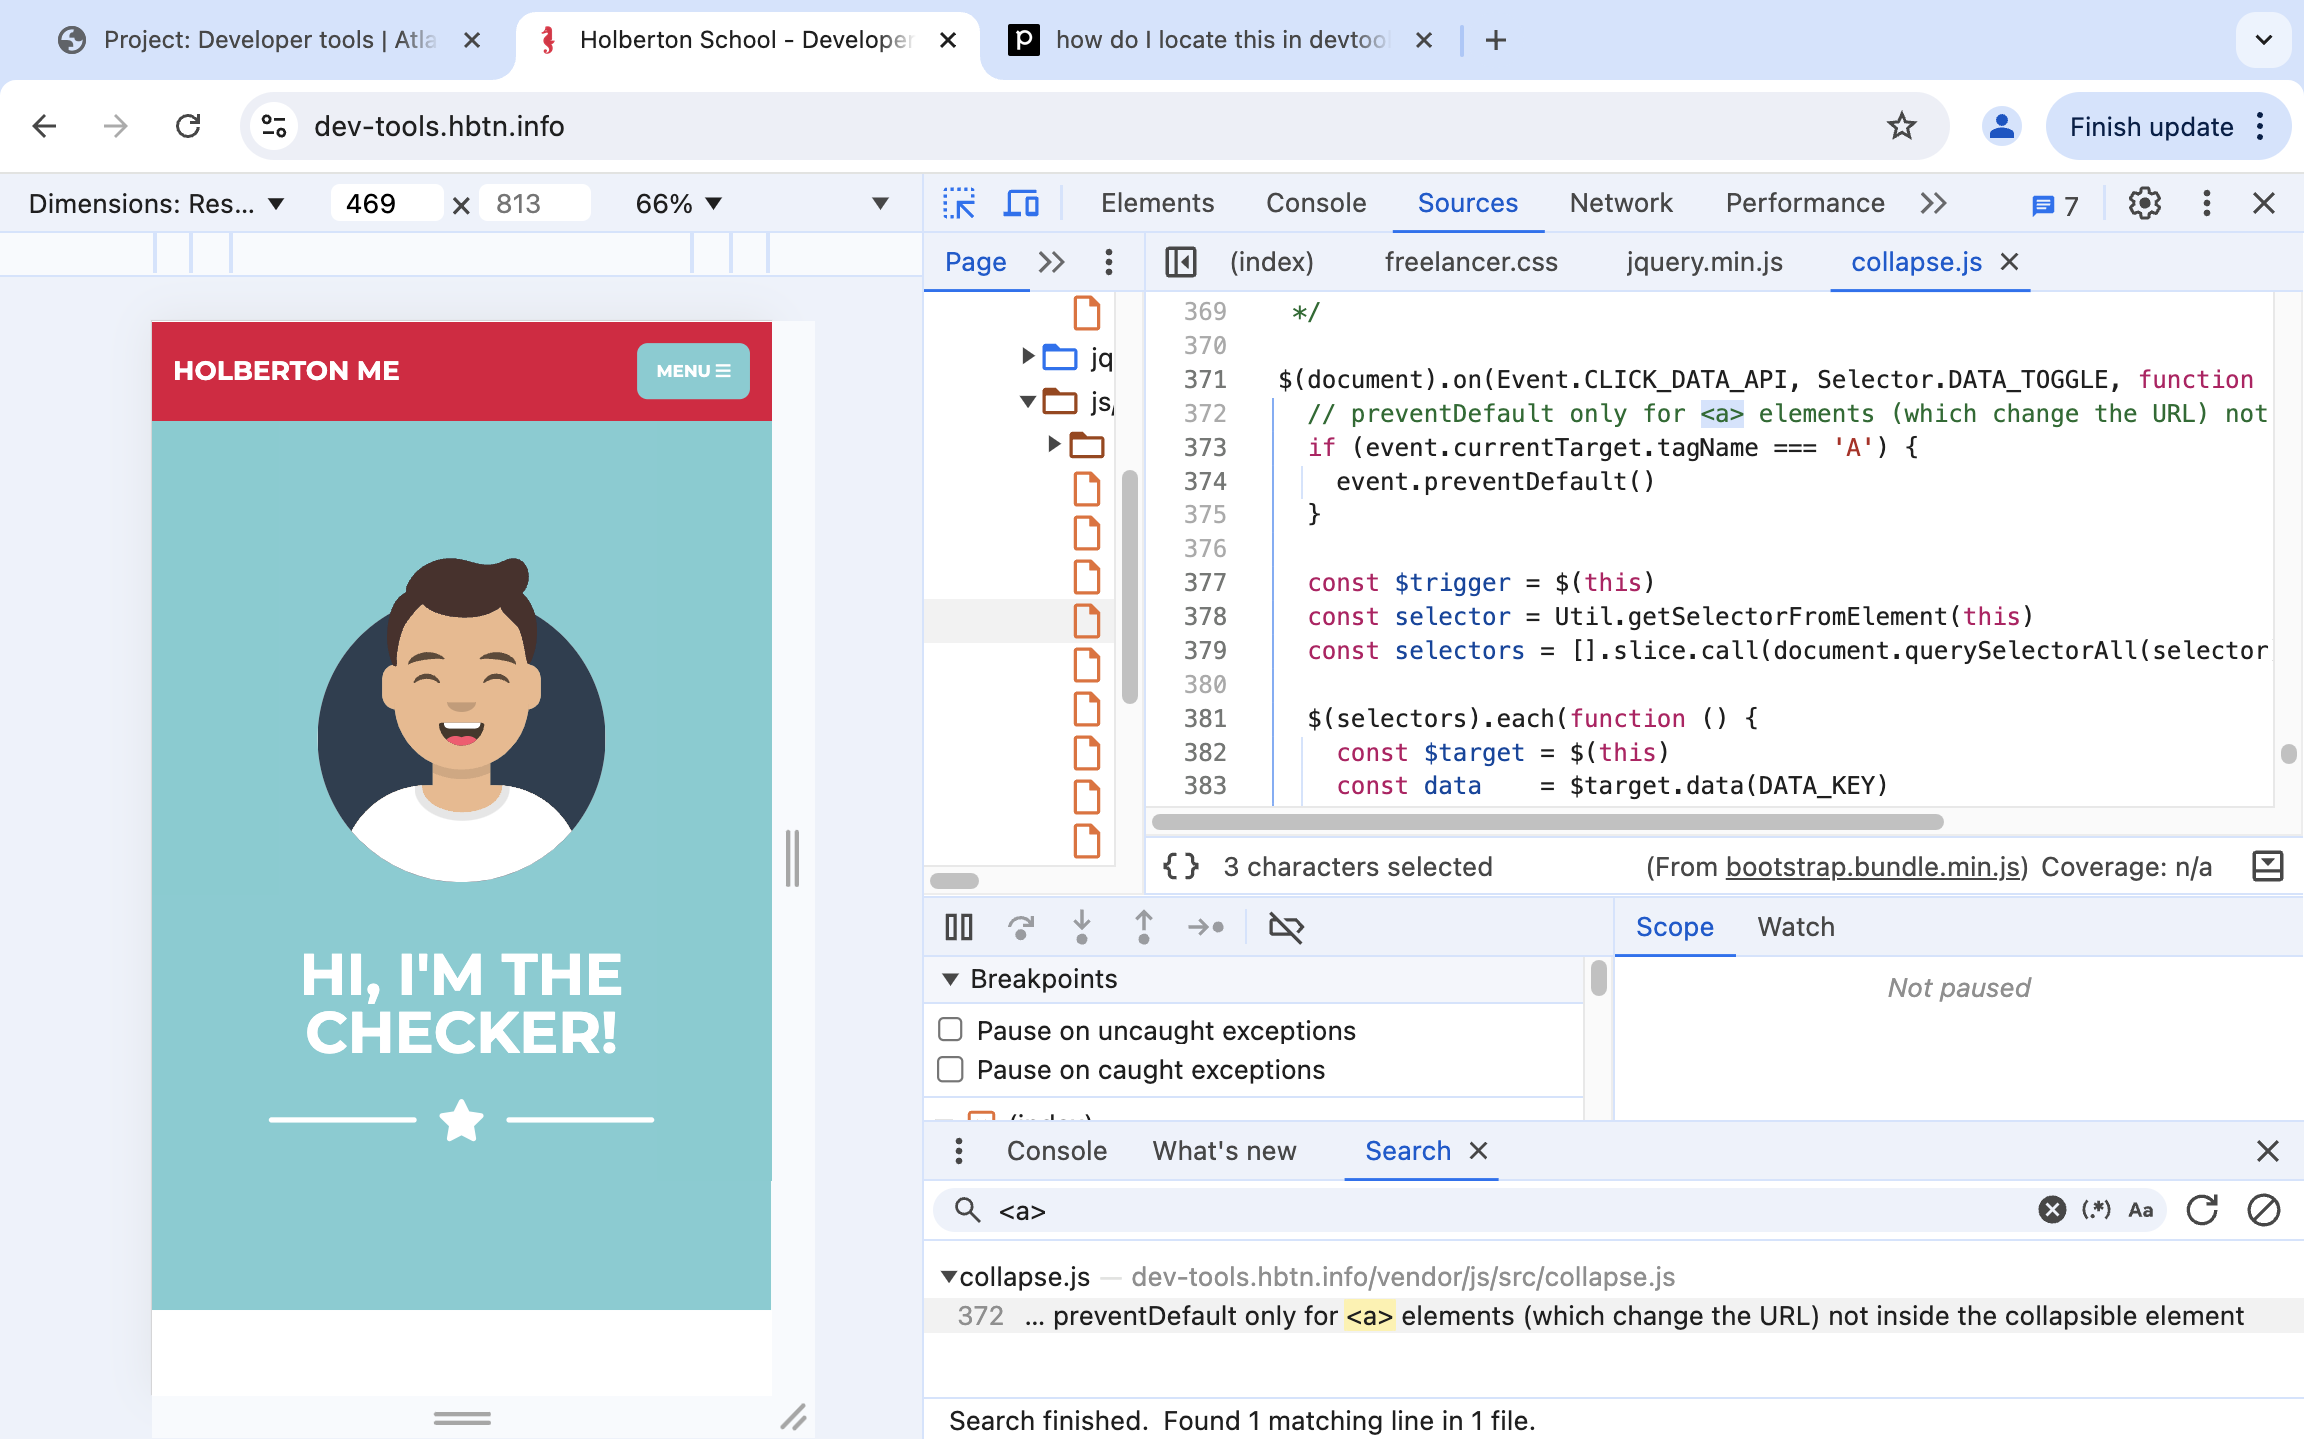 Project: Developer tools | Atla
Holberton School - Developer
how do I locate this in devtool
dev-tools.hbtn.info
Finish update
Dimensions: Res...
469
×
813
66%
Elements
Console
Sources
Network
Performance
7
Page
(index)
freelancer.css
jquery.min.js
collapse.js
jq
js/
HOLBERTON ME
MENU
HI, I'M THE
CHECKER!
369 */
370
371 $(document).on(Event.CLICK_DATA_API, Selector.DATA_TOGGLE, function
372 // preventDefault only for <a> elements (which change the URL) not
373 if (event.currentTarget.tagName === 'A') {
374 event.preventDefault()
375 }
376
377 const $trigger = $(this)
378 const selector = Util.getSelectorFromElement(this)
379 const selectors = [].slice.call(document.querySelectorAll(selector)
380
381 $(selectors).each(function () {
382 const $target = $(this)
383 const data = $target.data(DATA_KEY)
{} 3 characters selected
(From bootstrap.bundle.min.js) Coverage: n/a
Scope
Watch
Breakpoints
Not paused
Pause on uncaught exceptions
Pause on caught exceptions
(index)
Console
What's new
Search
<a>
(.*)
Aa
collapse.js — dev-tools.hbtn.info/vendor/js/src/collapse.js
372 ... preventDefault only for <a> elements (which change the URL) not inside the collapsible element
Search finished. Found 1 matching line in 1 file.